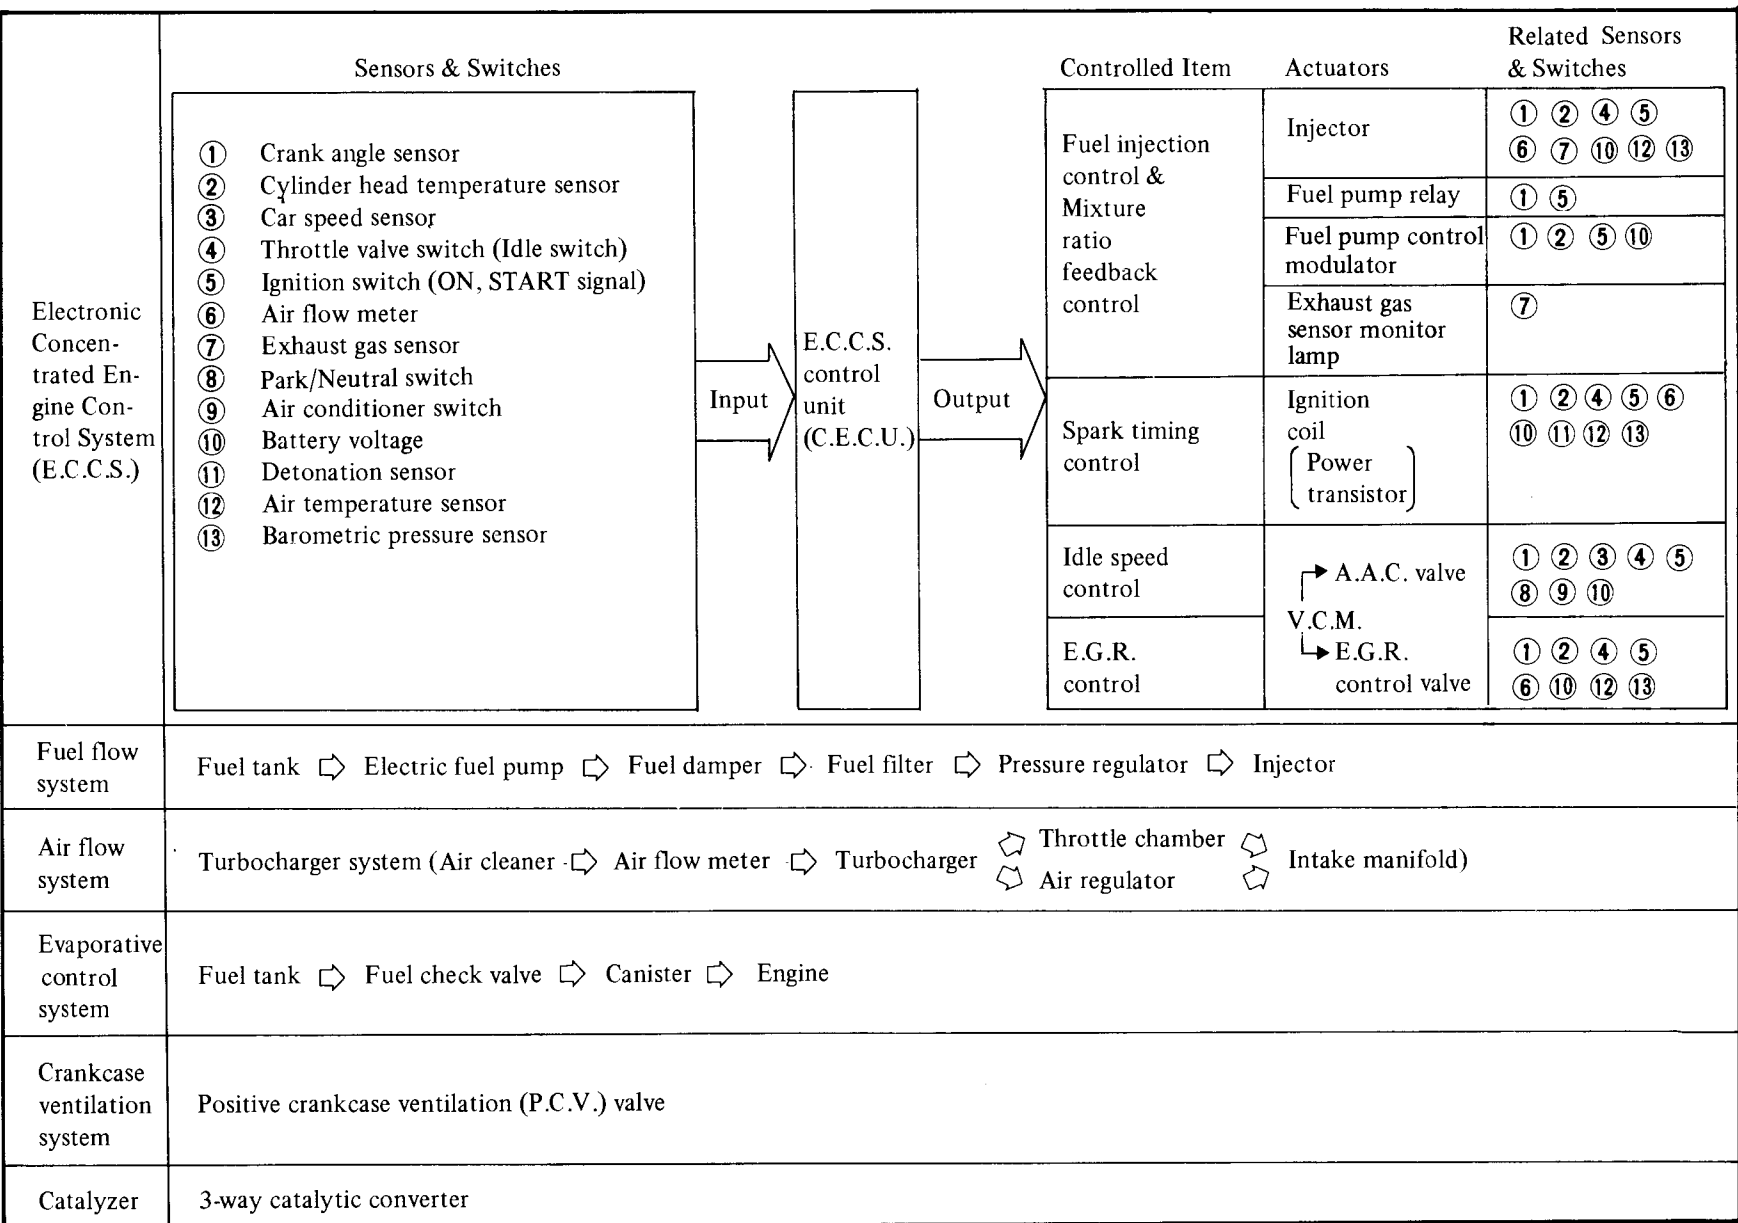 Sensors & Switches
Controlled Item
Actuators
Related Sensors
& Switches
Electronic
Concen-
trated En-
gine Con-
trol System
(E.C.C.S.)
① Crank angle sensor
② Cylinder head temperature sensor
③ Car speed sensor
④ Throttle valve switch (Idle switch)
⑤ Ignition switch (ON, START signal)
⑥ Air flow meter
⑦ Exhaust gas sensor
⑧ Park/Neutral switch
⑨ Air conditioner switch
⑩ Battery voltage
⑪ Detonation sensor
⑫ Air temperature sensor
⑬ Barometric pressure sensor
Input
E.C.C.S.
control
unit
(C.E.C.U.)
Output
Fuel injection
control &
Mixture
ratio
feedback
control
Injector
① ② ④ ⑤
⑥ ⑦ ⑩ ⑫ ⑬
Fuel pump relay
① ⑤
Fuel pump control
modulator
① ② ⑤ ⑩
Exhaust gas
sensor monitor
lamp
⑦
Spark timing
control
Ignition
coil
(Power
transistor)
① ② ④ ⑤ ⑥
⑩ ⑪ ⑫ ⑬
Idle speed
control
A.A.C. valve
① ② ③ ④ ⑤
⑧ ⑨ ⑩
V.C.M.
E.G.R.
control
E.G.R.
control valve
① ② ④ ⑤
⑥ ⑩ ⑫ ⑬
Fuel flow
system
Fuel tank ⇨ Electric fuel pump ⇨ Fuel damper ⇨ Fuel filter ⇨ Pressure regulator ⇨ Injector
Air flow
system
Turbocharger system (Air cleaner ⇨ Air flow meter ⇨ Turbocharger
Throttle chamber
Air regulator
Intake manifold)
Evaporative
control
system
Fuel tank ⇨ Fuel check valve ⇨ Canister ⇨ Engine
Crankcase
ventilation
system
Positive crankcase ventilation (P.C.V.) valve
Catalyzer
3-way catalytic converter